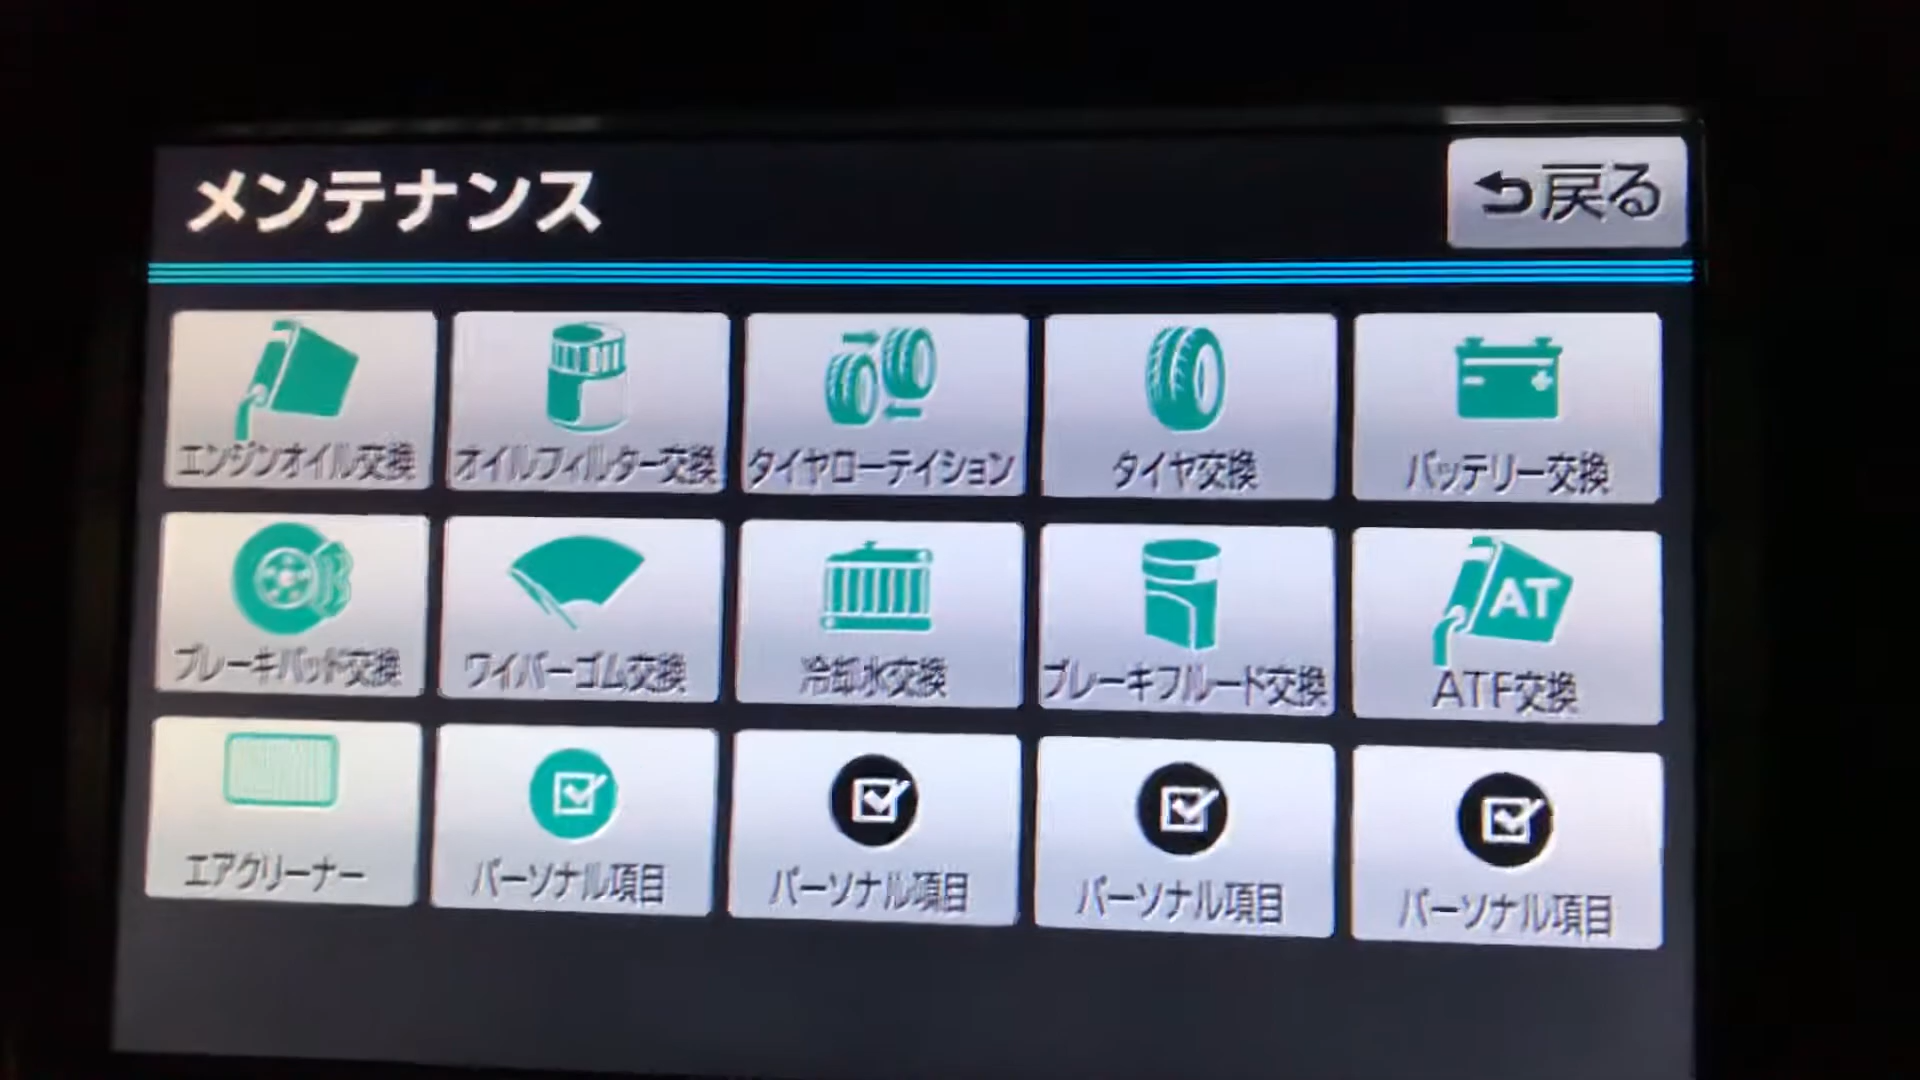 メンテナンス
戻る
エンジンオイル交換
オイルフィルター交換
タイヤローテイション
タイヤ交換
バッテリー交換
ブレーキパッド交換
ワイパーゴム交換
冷却水交換
ブレーキフルード交換
AT
ATF交換
エアクリーナー
パーソナル項目
パーソナル項目
パーソナル項目
パーソナル項目